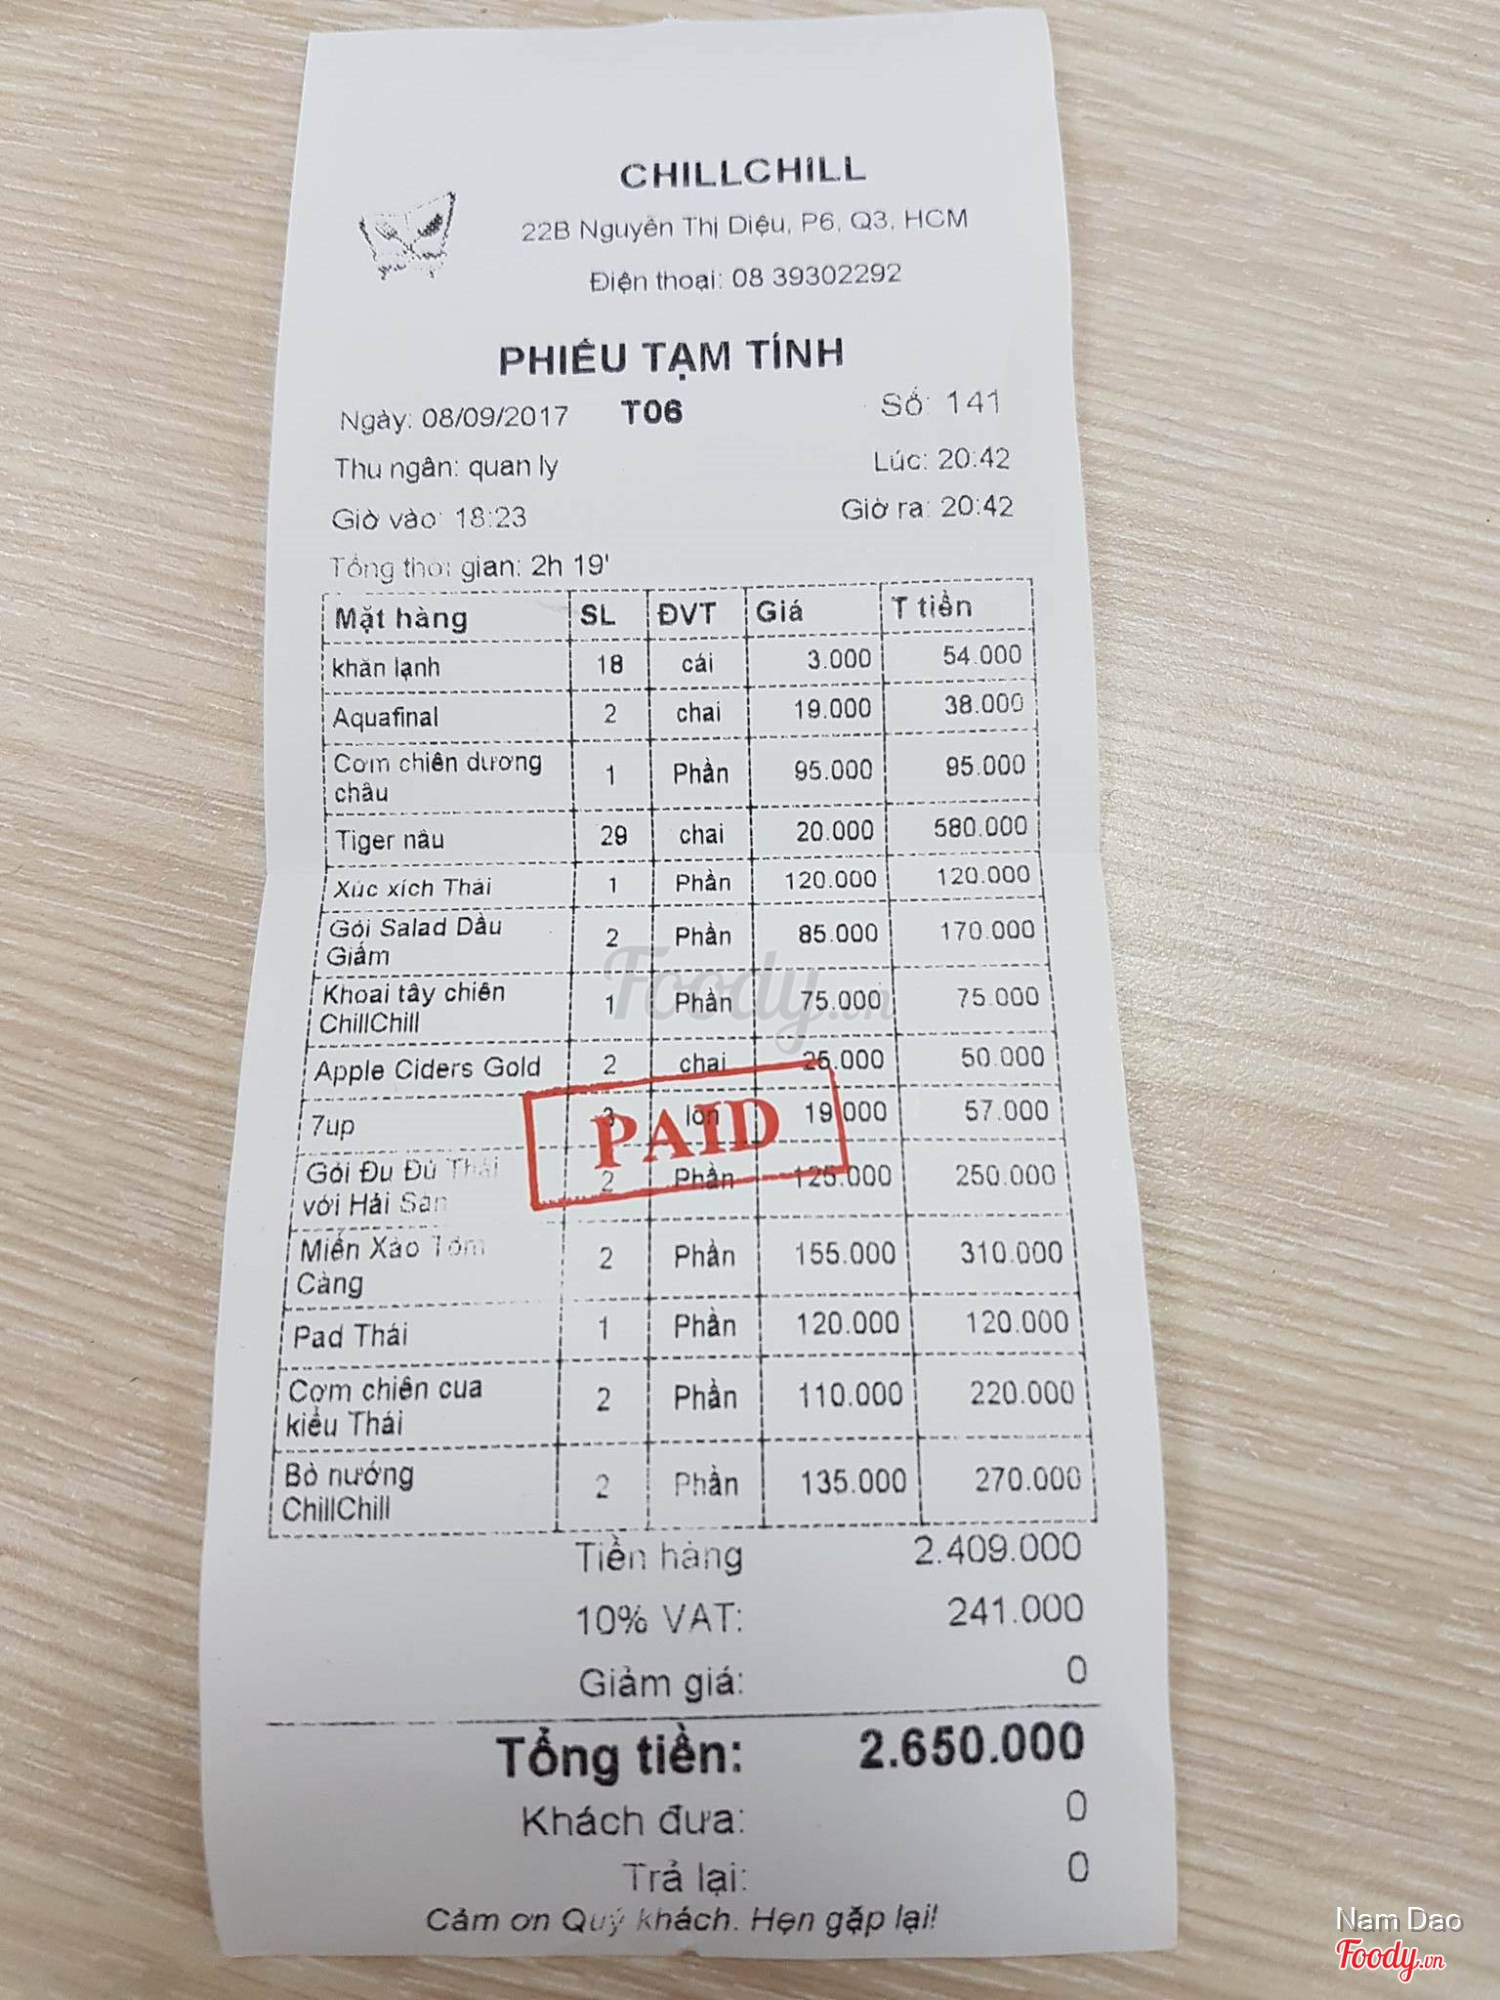 CHILLCHILL
22B Nguyễn Thị Diệu, P6, Q3, HCM
Điện thoại: 08 39302292
PHIẾU TẠM TÍNH
Ngày: 08/09/2017 T06 Số: 141
Thu ngân: quan ly Lúc: 20:42
Giờ vào: 18:23 Giờ ra: 20:42
Tổng thời gian: 2h 19'
Mặt hàng SL ĐVT Giá T tiền
khăn lạnh 18 cái 3.000 54.000
Aquafinal 2 chai 19.000 38.000
Cơm chiên dương châu 1 Phần 95.000 95.000
Tiger nâu 29 chai 20.000 580.000
Xúc xích Thái 1 Phần 120.000 120.000
Gỏi Salad Dầu Giấm 2 Phần 85.000 170.000
Khoai tây chiên ChillChill 1 Phần 75.000 75.000
Apple Ciders Gold 2 chai 25.000 50.000
7up 3 lon 19.000 57.000
PAID
Gỏi Đu Đủ Thái với Hải Sản 2 Phần 125.000 250.000
Miến Xào Tôm Càng 2 Phần 155.000 310.000
Pad Thái 1 Phần 120.000 120.000
Cơm chiên cua kiểu Thái 2 Phần 110.000 220.000
Bò nướng ChillChill 2 Phần 135.000 270.000
Tiền hàng 2.409.000
10% VAT: 241.000
Giảm giá: 0
Tổng tiền: 2.650.000
Khách đưa: 0
Trả lại: 0
Cảm ơn Quý khách. Hẹn gặp lại!
Foody.vn
Nam Dao
Foody.vn